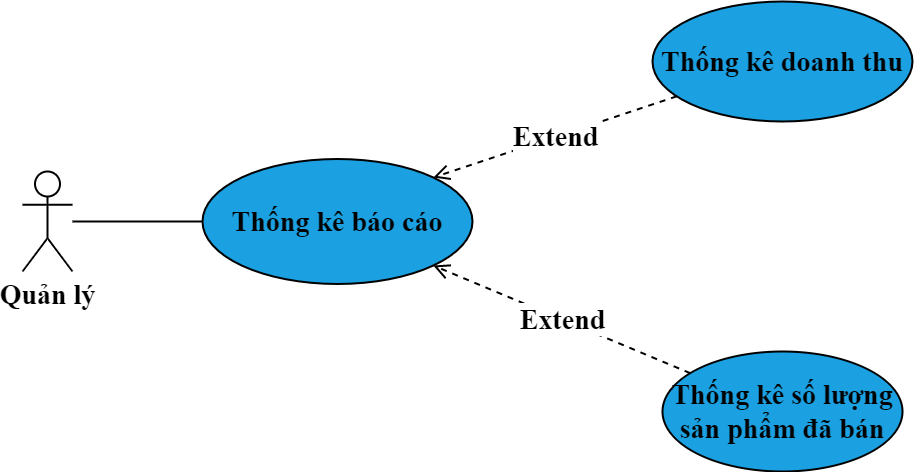 Thống kê doanh thu
Extend
Thống kê báo cáo
Quản lý
Extend
Thống kê số lượng
sản phẩm đã bán